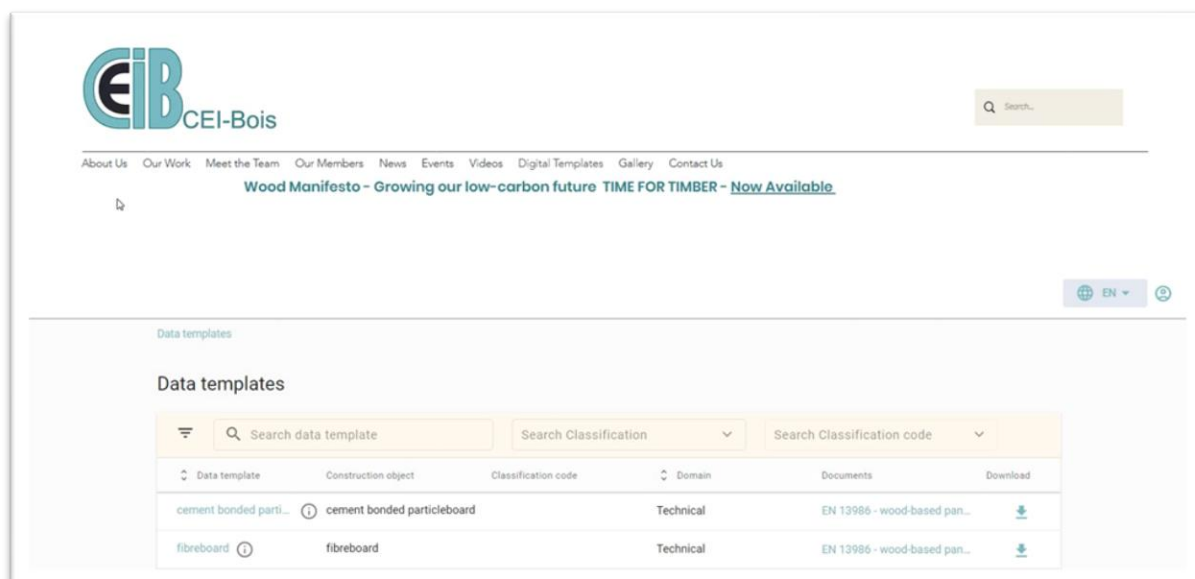 CEiB
CEI-Bois
Search...
About Us Our Work Meet the Team Our Members News Events Videos Digital Templates Gallery Contact Us
Wood Manifesto - Growing our low-carbon future TIME FOR TIMBER - Now Available
EN
Data templates
Data templates
Search data template Search Classification Search Classification code
Data template Construction object Classification code Domain Documents Download
cement bonded parti... cement bonded particleboard Technical EN 13986 - wood-based pan...
fibreboard fibreboard Technical EN 13986 - wood-based pan...